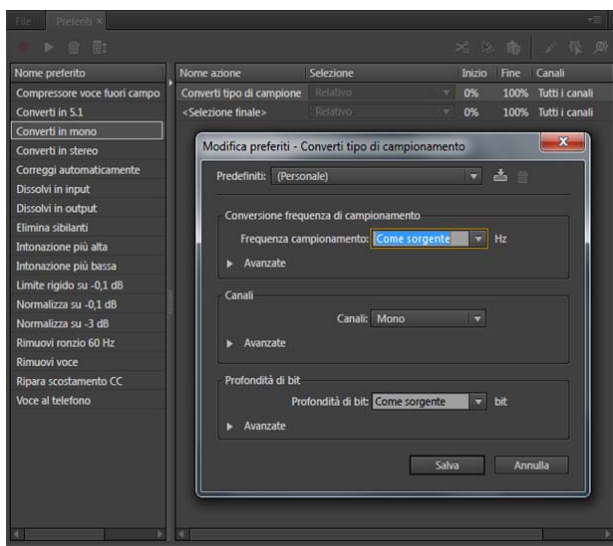 File Preferiti ×
Nome preferito
Compressore voce fuori campo
Converti in 5.1
Converti in mono
Converti in stereo
Correggi automaticamente
Dissolvi in input
Dissolvi in output
Elimina sibilanti
Intonazione più alta
Intonazione più bassa
Limite rigido su -0,1 dB
Normalizza su -0,1 dB
Normalizza su -3 dB
Rimuovi ronzio 60 Hz
Rimuovi voce
Ripara scostamento CC
Voce al telefono
Nome azione Selezione Inizio Fine Canali
Converti tipo di campione Relativo 0% 100% Tutti i canali
<Selezione finale> Relativo 0% 100% Tutti i canali
Modifica preferiti - Converti tipo di campionamento
Predefiniti: (Personale)
Conversione frequenza di campionamento
Frequenza campionamento: Come sorgente Hz
Avanzate
Canali
Canali: Mono
Avanzate
Profondità di bit
Profondità di bit: Come sorgente bit
Avanzate
Salva Annulla